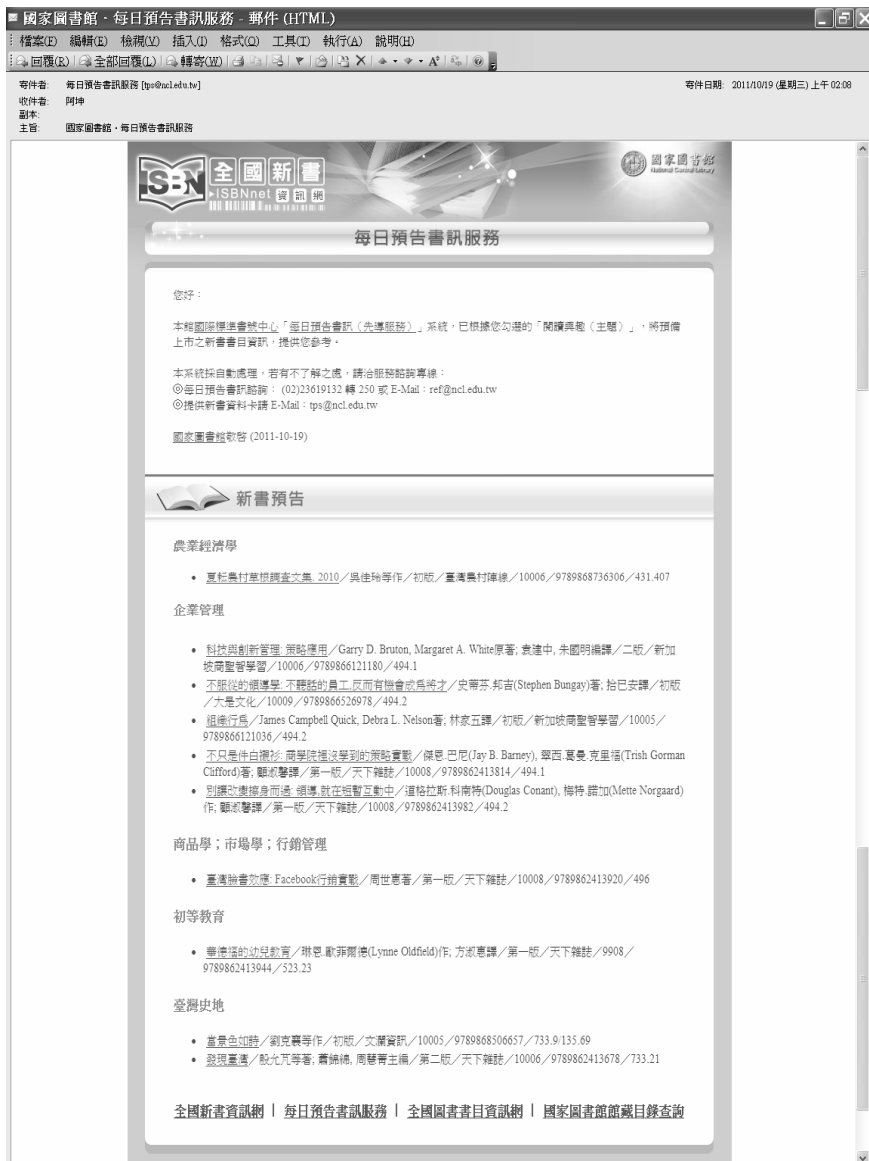 國家圖書館‧每日預告書訊服務 - 郵件 (HTML)
檔案(F) 編輯(E) 檢視(V) 插入(I) 格式(O) 工具(T) 執行(A) 說明(H)
回覆(R) 全部回覆(L) 轉寄(W)
寄件者: 每日預告書訊服務 [tps@ncl.edu.tw] 寄件日期: 2011/10/19 (星期三) 上午 02:08
收件者: 阿坤
副本:
主旨: 國家圖書館‧每日預告書訊服務
ISBN 全國新書 國家圖書館
ISBNnet 資訊網 National Central Library
每日預告書訊服務
您好:
本館國際標準書號中心「每日預告書訊(先導服務)」系統,已根據您勾選的「閱讀興趣(主題)」,將預備
上市之新書書目資訊,提供您參考。
本系統採自動處理,若有不了解之處,請洽服務諮詢專線:
◎每日預告書訊諮詢: (02)23619132 轉 250 或 E-Mail:ref@ncl.edu.tw
◎提供新書資料卡請 E-Mail:tps@ncl.edu.tw
國家圖書館敬啓 (2011-10-19)
新書預告
農業經濟學
• 夏耘農村草根調查文集. 2010/吳佳玲等作/初版/臺灣農村陣線/10006/9789868736306/431.407
企業管理
• 科技與創新管理: 策略應用/Garry D. Bruton, Margaret A. White原著; 袁建中, 朱國明編譯/二版/新加
坡商聖智學習/10006/9789866121180/494.1
• 不服從的領導學: 不聽話的員工,反而有機會成為將才/史蒂芬.邦吉(Stephen Bungay)著; 拾已安譯/初版
/大是文化/10009/9789866526978/494.2
• 組織行為/James Campbell Quick, Debra L. Nelson著; 林家五譯/初版/新加坡商聖智學習/10005/
9789866121036/494.2
• 不只是件白襯衫: 商學院裡沒學到的策略實戰/傑恩.巴尼(Jay B. Barney), 翠西.葛曼.克里福(Trish Gorman
Clifford)著; 顧淑馨譯/第一版/天下雜誌/10008/9789862413814/494.1
• 別讓改變擦身而過: 領導,就在短暫互動中/道格拉斯.科南特(Douglas Conant), 梅特.諾加(Mette Norgaard)
作; 顧淑馨譯/第一版/天下雜誌/10008/9789862413982/494.2
商品學;市場學;行銷管理
• 臺灣臉書效應: Facebook行銷實戰/周世惠著/第一版/天下雜誌/10008/9789862413920/496
初等教育
• 華德福的幼兒教育/琳恩.歐菲爾德(Lynne Oldfield)作; 方淑惠譯/第一版/天下雜誌/9908/
9789862413944/523.23
臺灣史地
• 當景色如詩/劉克襄等作/初版/文瀾資訊/10005/9789868506657/733.9/135.69
• 發現臺灣/殷允芃等著; 蕭錦綿, 周慧菁主編/第二版/天下雜誌/10006/9789862413678/733.21
全國新書資訊網 | 每日預告書訊服務 | 全國圖書書目資訊網 | 國家圖書館館藏目錄查詢